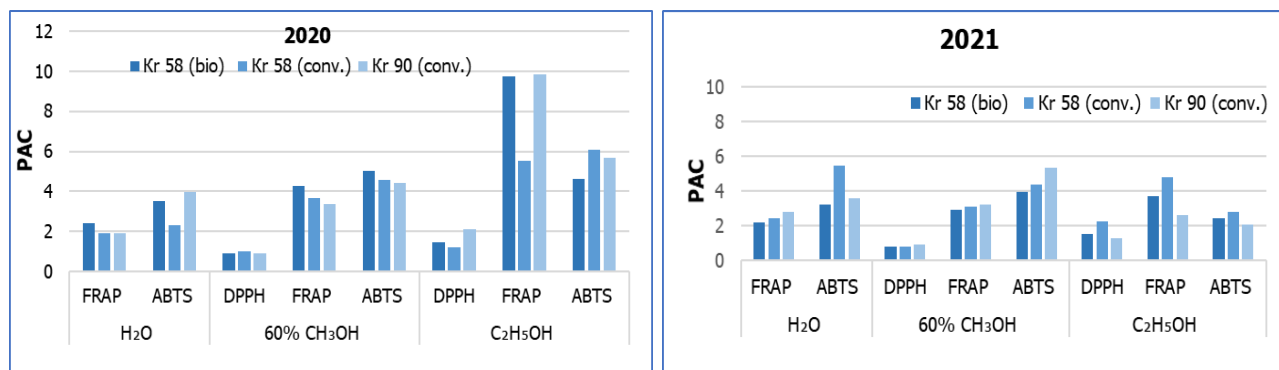 2020
Kr 58 (bio) Kr 58 (conv.) Kr 90 (conv.)
PAC
12
10
8
6
4
2
0
FRAP ABTS DPPH FRAP ABTS DPPH FRAP ABTS
H₂O 60% CH₃OH C₂H₅OH
2021
Kr 58 (bio) Kr 58 (conv.) Kr 90 (conv.)
PAC
10
8
6
4
2
0
FRAP ABTS DPPH FRAP ABTS DPPH FRAP ABTS
H₂O 60% CH₃OH C₂H₅OH